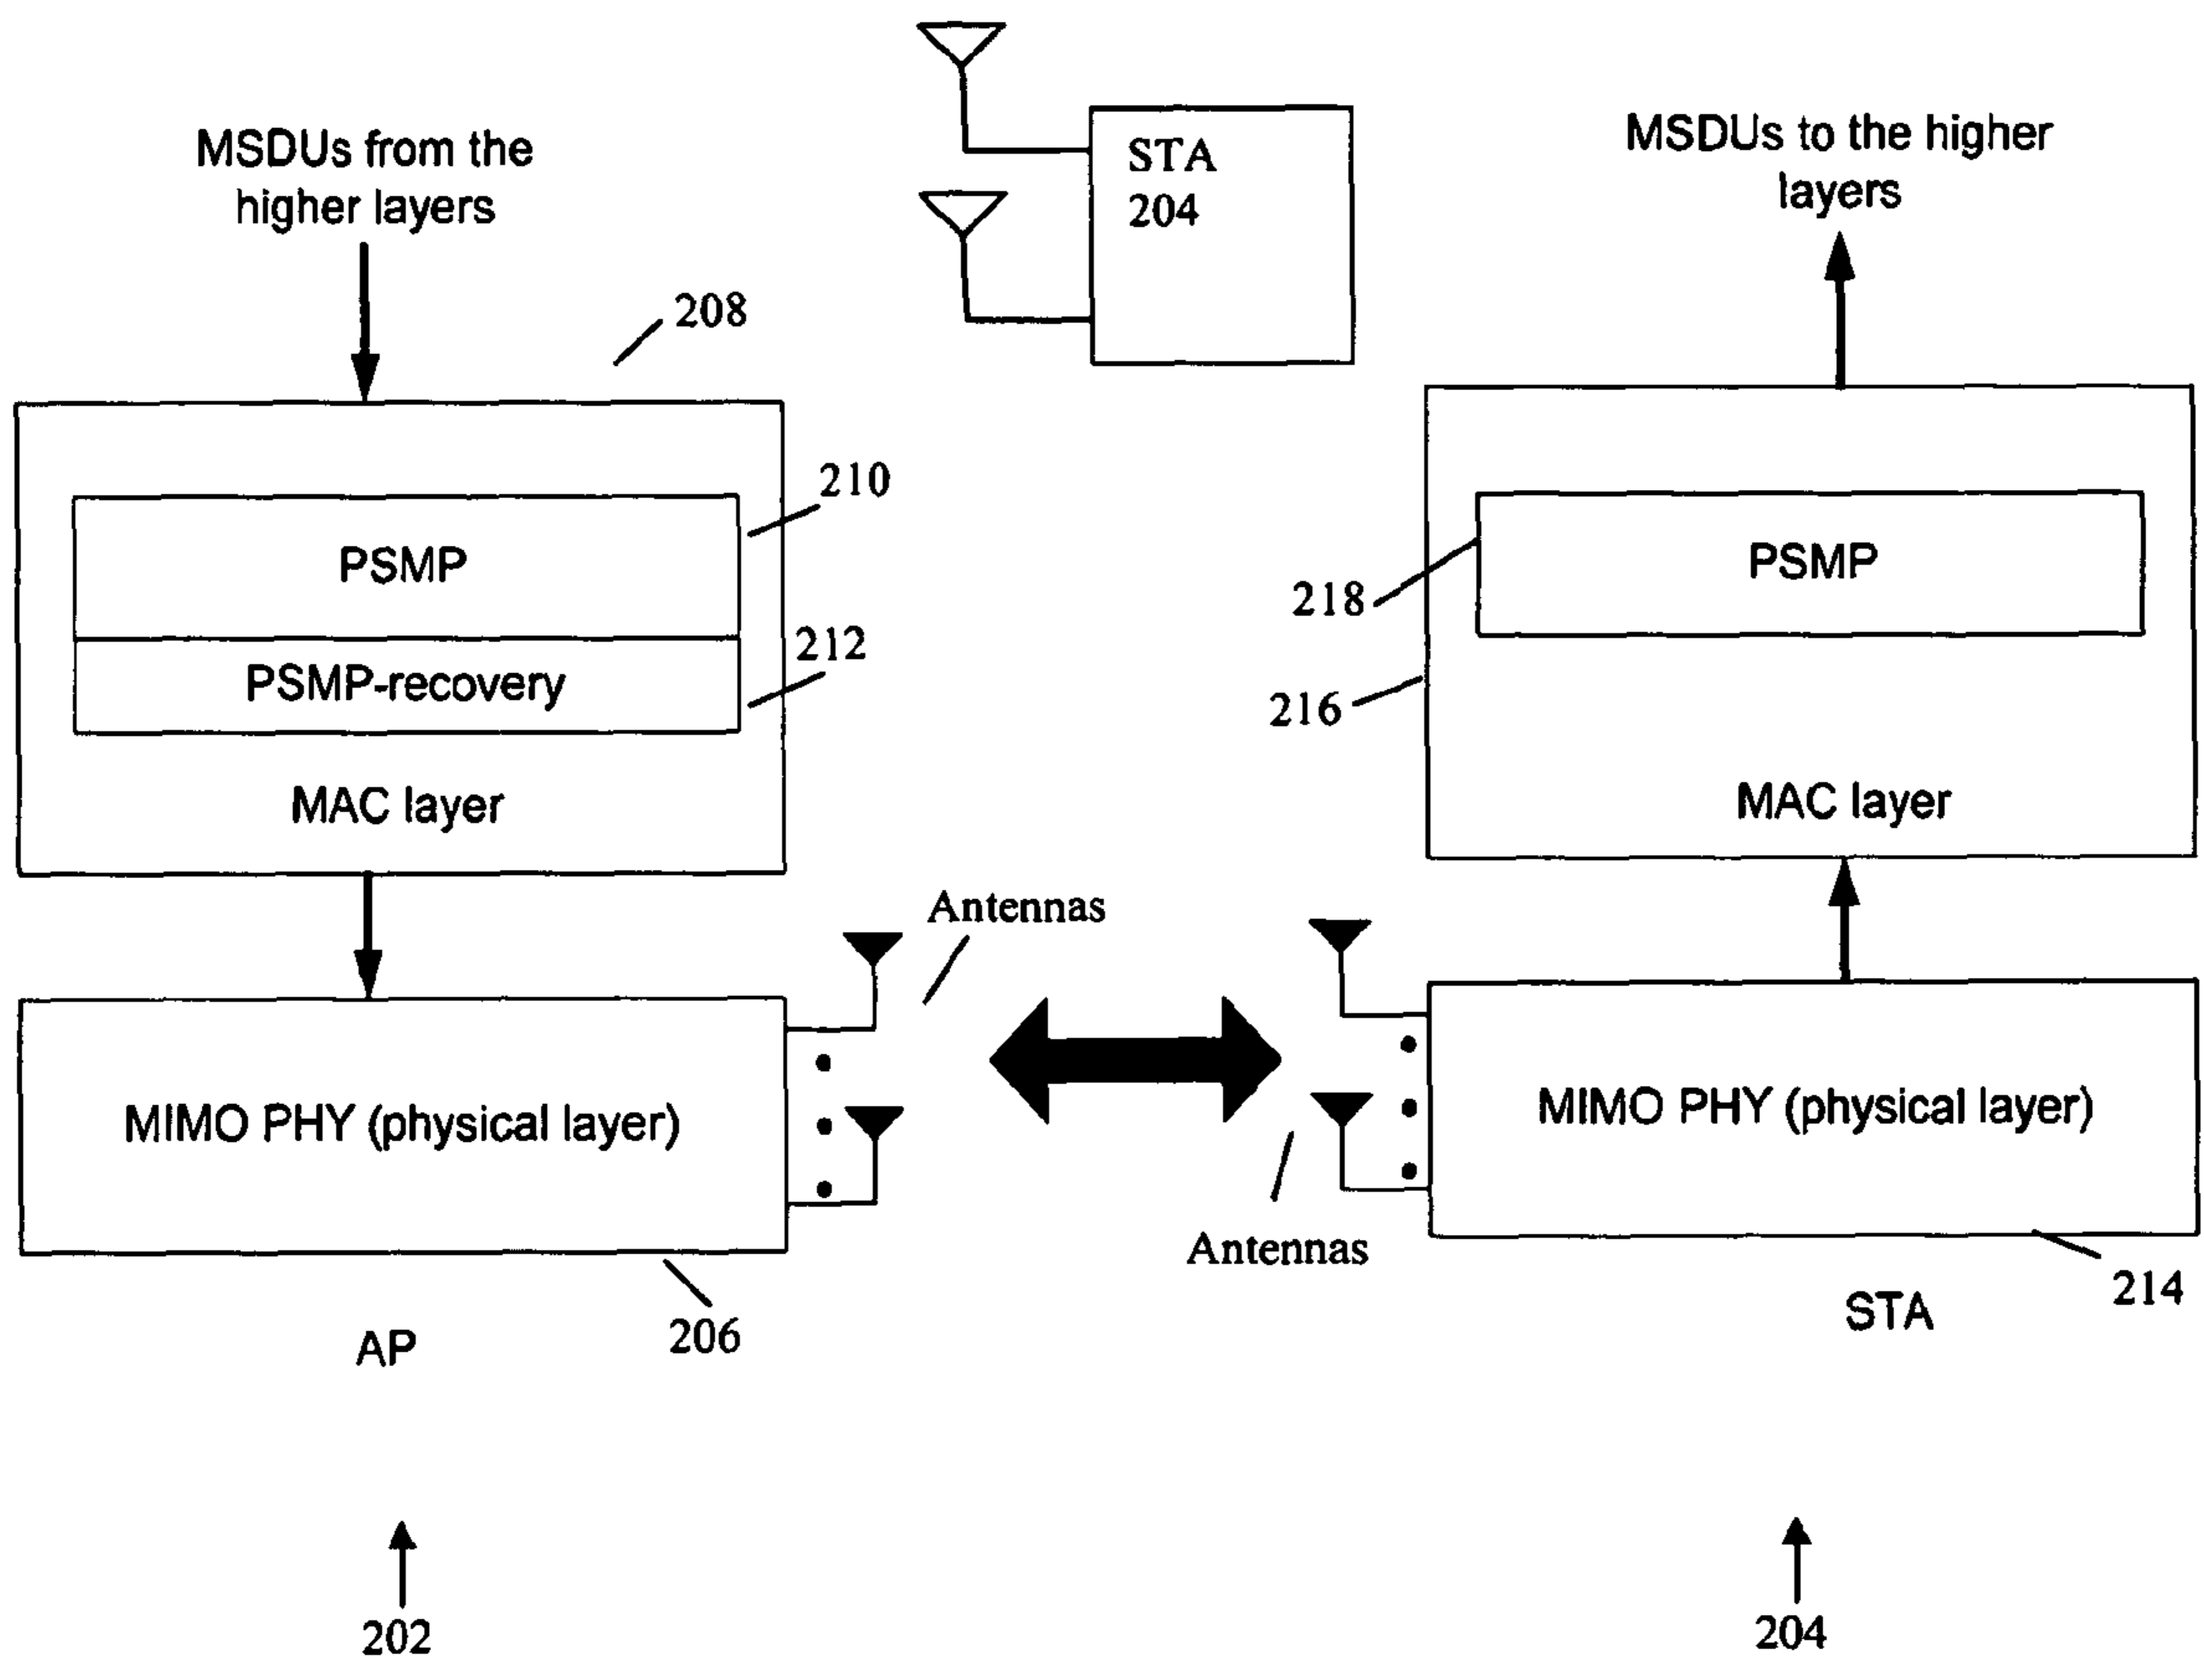 MSDUs from the
higher layers
208
STA
204
MSDUs to the higher
layers
210
PSMP
212
PSMP-recovery
MAC layer
218
PSMP
216
MAC layer
Antennas
MIMO PHY (physical layer)
206
AP
Antennas
MIMO PHY (physical layer)
214
STA
202
204